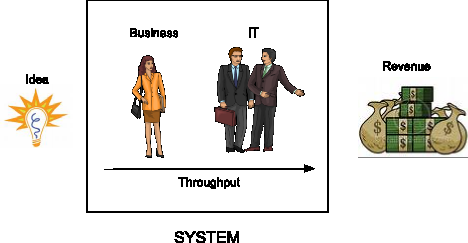 Business
IT
Idea
Revenue
$
$
$
$
$
Throughput
SYSTEM